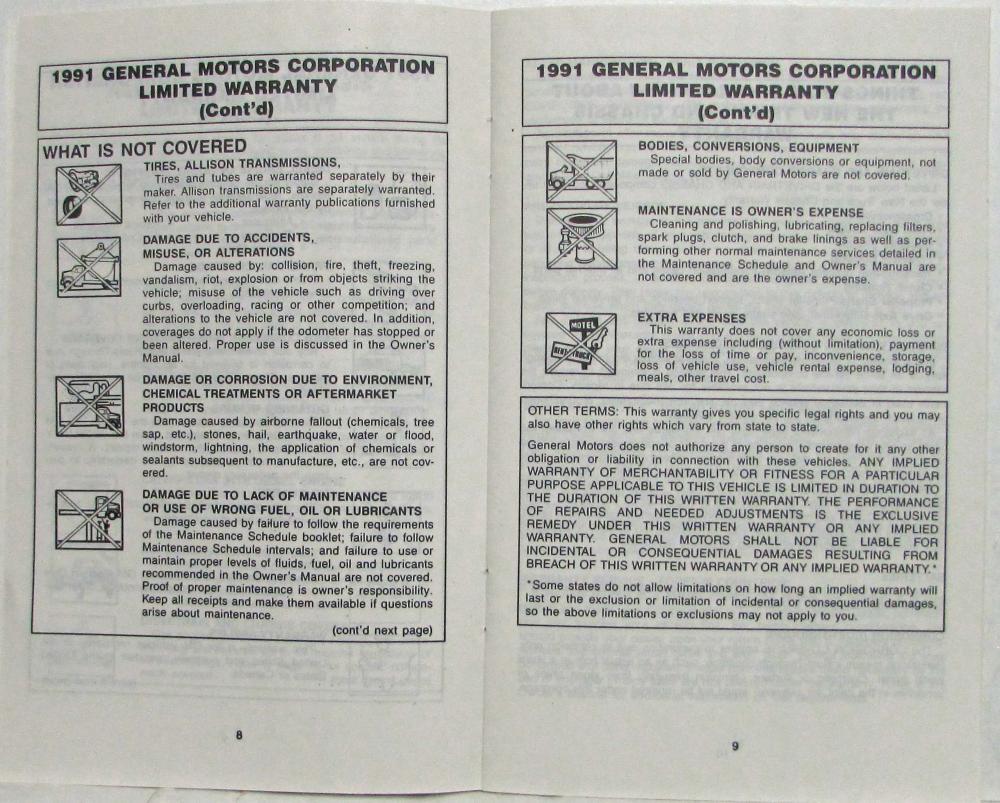 1991 GENERAL MOTORS CORPORATION
LIMITED WARRANTY
(Cont'd)
WHAT IS NOT COVERED
TIRES, ALLISON TRANSMISSIONS,
Tires and tubes are warranted separately by their
maker. Allison transmissions are separately warranted.
Refer to the additional warranty publications furnished
with your vehicle.
DAMAGE DUE TO ACCIDENTS,
MISUSE, OR ALTERATIONS
Damage caused by: collision, fire, theft, freezing,
vandalism, riot, explosion or from objects striking the
vehicle; misuse of the vehicle such as driving over
curbs, overloading, racing or other competition; and
alterations to the vehicle are not covered. In addition,
coverages do not apply if the odometer has stopped or
been altered. Proper use is discussed in the Owner's
Manual.
DAMAGE OR CORROSION DUE TO ENVIRONMENT,
CHEMICAL TREATMENTS OR AFTERMARKET
PRODUCTS
Damage caused by airborne fallout (chemicals, tree
sap, etc.), stones, hail, earthquake, water or flood,
windstorm, lightning, the application of chemicals or
sealants subsequent to manufacture, etc., are not cov-
ered.
DAMAGE DUE TO LACK OF MAINTENANCE
OR USE OF WRONG FUEL, OIL OR LUBRICANTS
Damage caused by failure to follow the requirements
of the Maintenance Schedule booklet; failure to follow
Maintenance Schedule intervals; and failure to use or
maintain proper levels of fluids, fuel, oil and lubricants
recommended in the Owner's Manual are not covered.
Proof of proper maintenance is owner's responsibility.
Keep all receipts and make them available if questions
arise about maintenance.
(cont'd next page)
8
1991 GENERAL MOTORS CORPORATION
LIMITED WARRANTY
(Cont'd)
BODIES, CONVERSIONS, EQUIPMENT
Special bodies, body conversions or equipment, not
made or sold by General Motors are not covered.
MAINTENANCE IS OWNER'S EXPENSE
Cleaning and polishing, lubricating, replacing filters,
spark plugs, clutch, and brake linings as well as per-
forming other normal maintenance services detailed in
the Maintenance Schedule and Owner's Manual are
not covered and are the owner's expense.
MOTEL
RENT TRUCK
EXTRA EXPENSES
This warranty does not cover any economic loss or
extra expense including (without limitation), payment
for the loss of time or pay, inconvenience, storage,
loss of vehicle use, vehicle rental expense, lodging,
meals, other travel cost.
OTHER TERMS: This warranty gives you specific legal rights and you may
also have other rights which vary from state to state.
General Motors does not authorize any person to create for it any other
obligation or liability in connection with these vehicles. ANY IMPLIED
WARRANTY OF MERCHANTABILITY OR FITNESS FOR A PARTICULAR
PURPOSE APPLICABLE TO THIS VEHICLE IS LIMITED IN DURATION TO
THE DURATION OF THIS WRITTEN WARRANTY. THE PERFORMANCE
OF REPAIRS AND NEEDED ADJUSTMENTS IS THE EXCLUSIVE
REMEDY UNDER THIS WRITTEN WARRANTY OR ANY IMPLIED
WARRANTY. GENERAL MOTORS SHALL NOT BE LIABLE FOR
INCIDENTAL OR CONSEQUENTIAL DAMAGES RESULTING FROM
BREACH OF THIS WRITTEN WARRANTY OR ANY IMPLIED WARRANTY.*
*Some states do not allow limitations on how long an implied warranty will
last or the exclusion or limitation of incidental or consequential damages,
so the above limitations or exclusions may not apply to you.
9